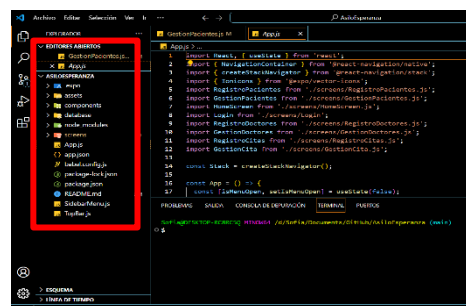 Archivo Editar Selección Ver Ir ··· AsiloEsperanza
EXPLORADOR ···
EDITORES ABIERTOS
GestionPacientes.js...
App.js
ASILOESPERANZA
.expo
assets
components
database
node_modules
screens
App.js
app.json
babel.config.js
package-lock.json
package.json
README.md
SidebarMenu.js
TopBar.js
ESQUEMA
LÍNEA DE TIEMPO
GestionPacientes.js M App.js
App.js > ...
1 import React, { useState } from 'react';
2 import { NavigationContainer } from '@react-navigation/native';
3 import { createStackNavigator } from '@react-navigation/stack';
4 import { Ionicons } from '@expo/vector-icons';
5 import RegistroPacientes from './screens/RegistroPacientes.js';
6 import GestionPacientes from './screens/GestionPacientes.js';
7 import HomeScreen from './screens/HomeScreen.js';
8 import Login from './screens/Login';
9 import RegistroDoctores from './screens/RegistroDoctores.js';
10 import GestionDoctores from './screens/GestionDoctores.js';
11 import RegistroCitas from './screens/RegistroCitas.js';
12 import GestionCita from './screens/GestionCita.js';
13
14 const Stack = createStackNavigator();
15
16 const App = () => {
17 const [isMenuOpen, setIsMenuOpen] = useState(false);
PROBLEMAS SALIDA CONSOLA DE DEPURACIÓN TERMINAL PUERTOS
MINGW64 /d/Sofia/Documents/GitHub/AsiloEsperanza (main)
$